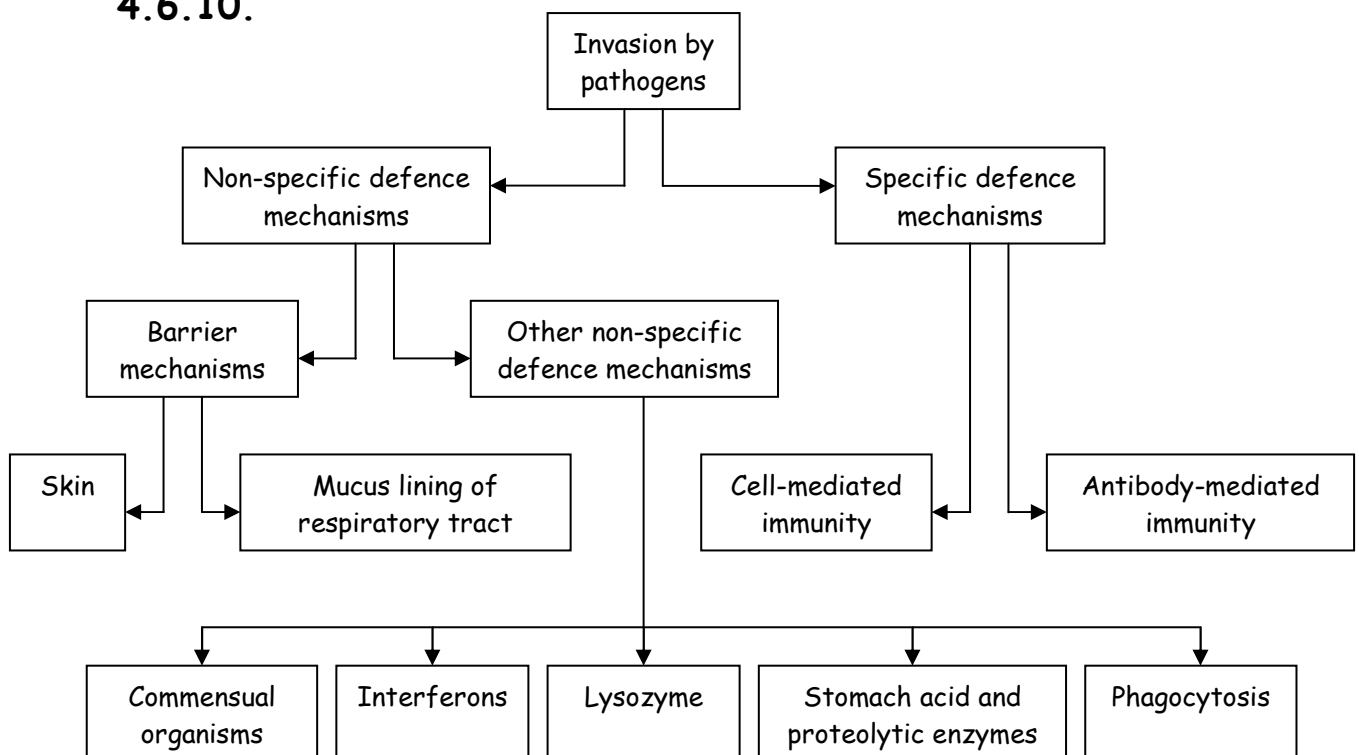 4.6.10.
Invasion by
pathogens
Non-specific defence
mechanisms
Specific defence
mechanisms
Barrier
mechanisms
Other non-specific
defence mechanisms
Skin
Mucus lining of
respiratory tract
Cell-mediated
immunity
Antibody-mediated
immunity
Commensual
organisms
Interferons
Lysozyme
Stomach acid and
proteolytic enzymes
Phagocytosis